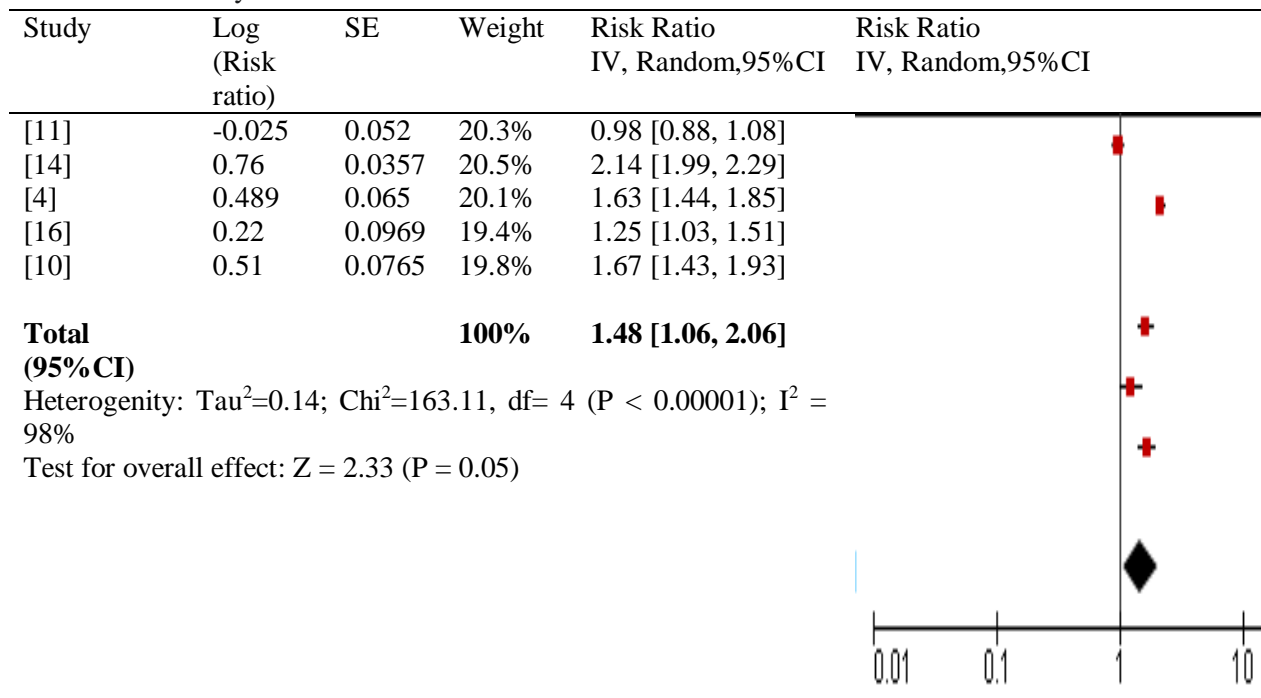 Study Log SE Weight Risk Ratio Risk Ratio
(Risk IV, Random,95%CI IV, Random,95%CI
ratio)
[11] -0.025 0.052 20.3% 0.98 [0.88, 1.08]
[14] 0.76 0.0357 20.5% 2.14 [1.99, 2.29]
[4] 0.489 0.065 20.1% 1.63 [1.44, 1.85]
[16] 0.22 0.0969 19.4% 1.25 [1.03, 1.51]
[10] 0.51 0.0765 19.8% 1.67 [1.43, 1.93]
Total 100% 1.48 [1.06, 2.06]
(95%CI)
Heterogenity: Tau²=0.14; Chi²=163.11, df= 4 (P < 0.00001); I² =
98%
Test for overall effect: Z = 2.33 (P = 0.05)
0.01 0.1 1 10